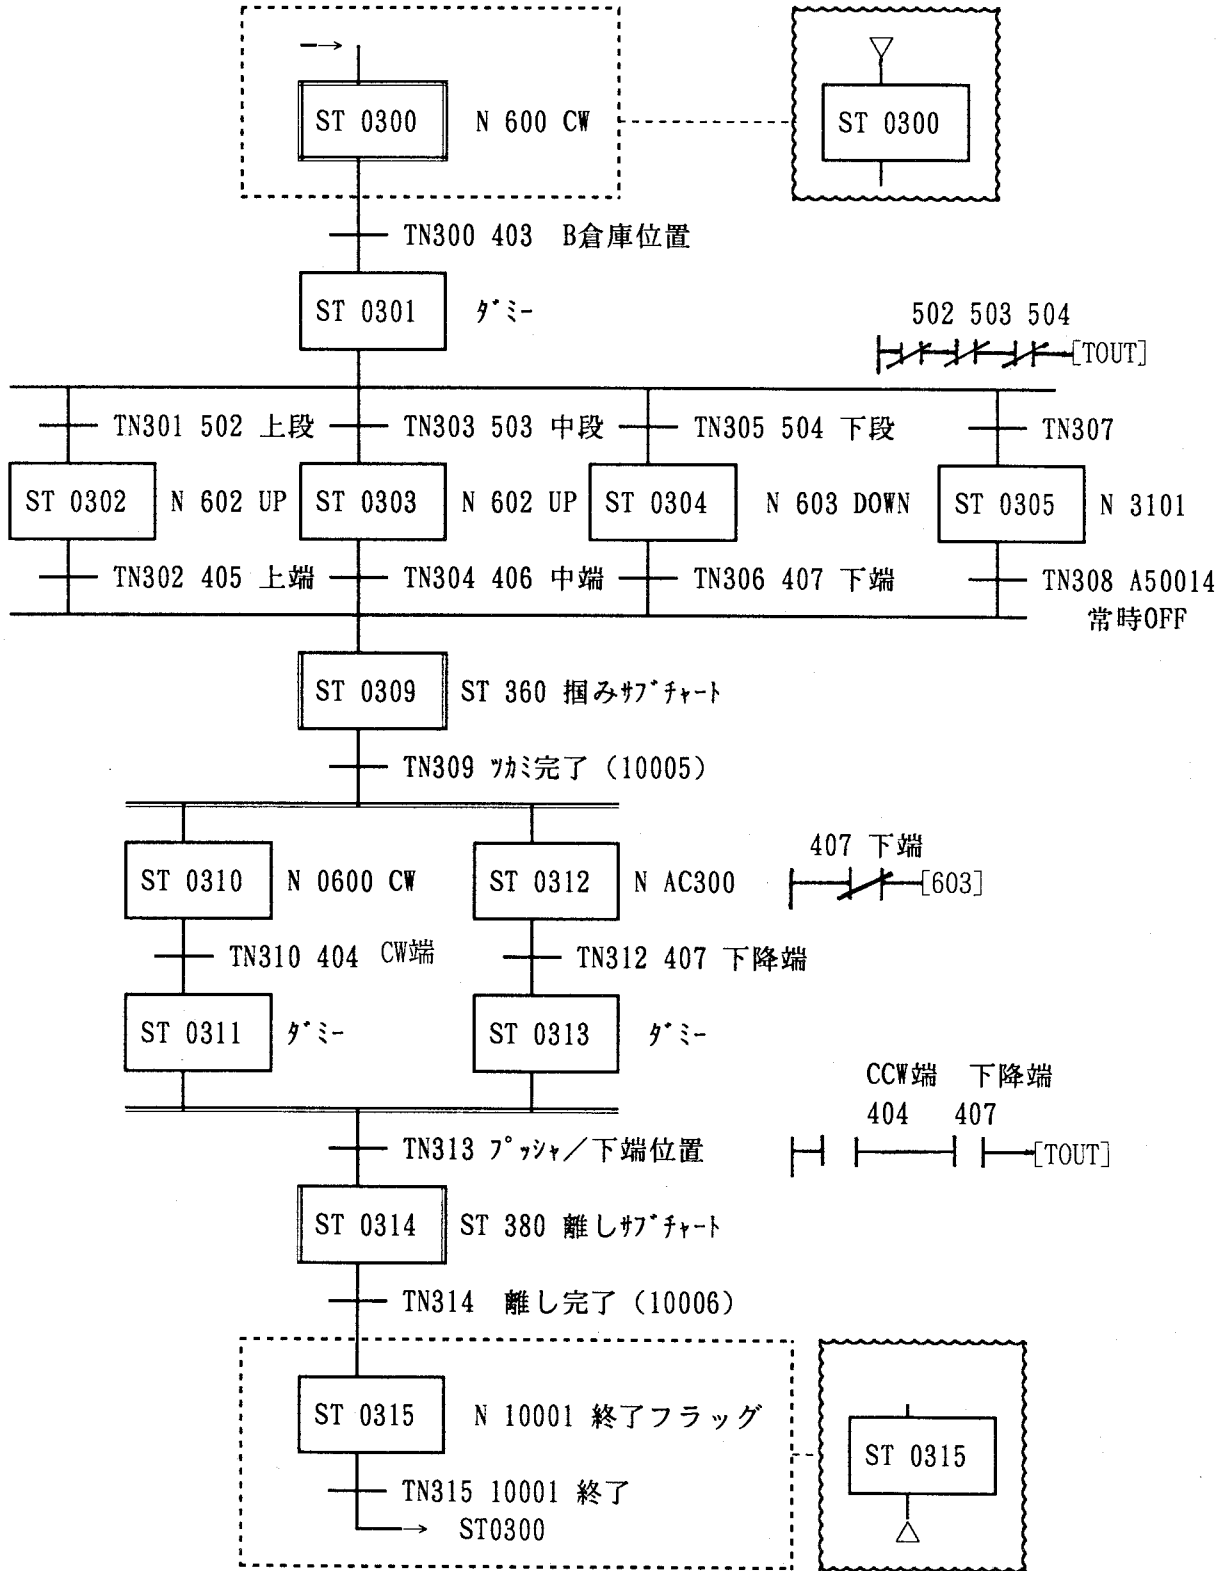 ST 0300 N 600 CW
ST 0300
TN300 403 B倉庫位置
ST 0301 ﾀﾞﾐｰ
502 503 504
[TOUT]
TN301 502 上段
TN303 503 中段
TN305 504 下段
TN307
ST 0302 N 602 UP
ST 0303 N 602 UP
ST 0304 N 603 DOWN
ST 0305 N 3101
TN302 405 上端
TN304 406 中端
TN306 407 下端
TN308 A50014
常時OFF
ST 0309 ST 360 掴みｻﾌﾞﾁｬｰﾄ
TN309 ﾂｶﾐ完了 (10005)
ST 0310 N 0600 CW
ST 0312 N AC300
407 下端
[603]
TN310 404 CW端
TN312 407 下降端
ST 0311 ﾀﾞﾐｰ
ST 0313 ﾀﾞﾐｰ
CCW端 下降端
404 407
[TOUT]
TN313 ﾌﾟｯｼｬ／下端位置
ST 0314 ST 380 離しｻﾌﾞﾁｬｰﾄ
TN314 離し完了 (10006)
ST 0315 N 10001 終了フラッグ
ST 0315
TN315 10001 終了
ST0300